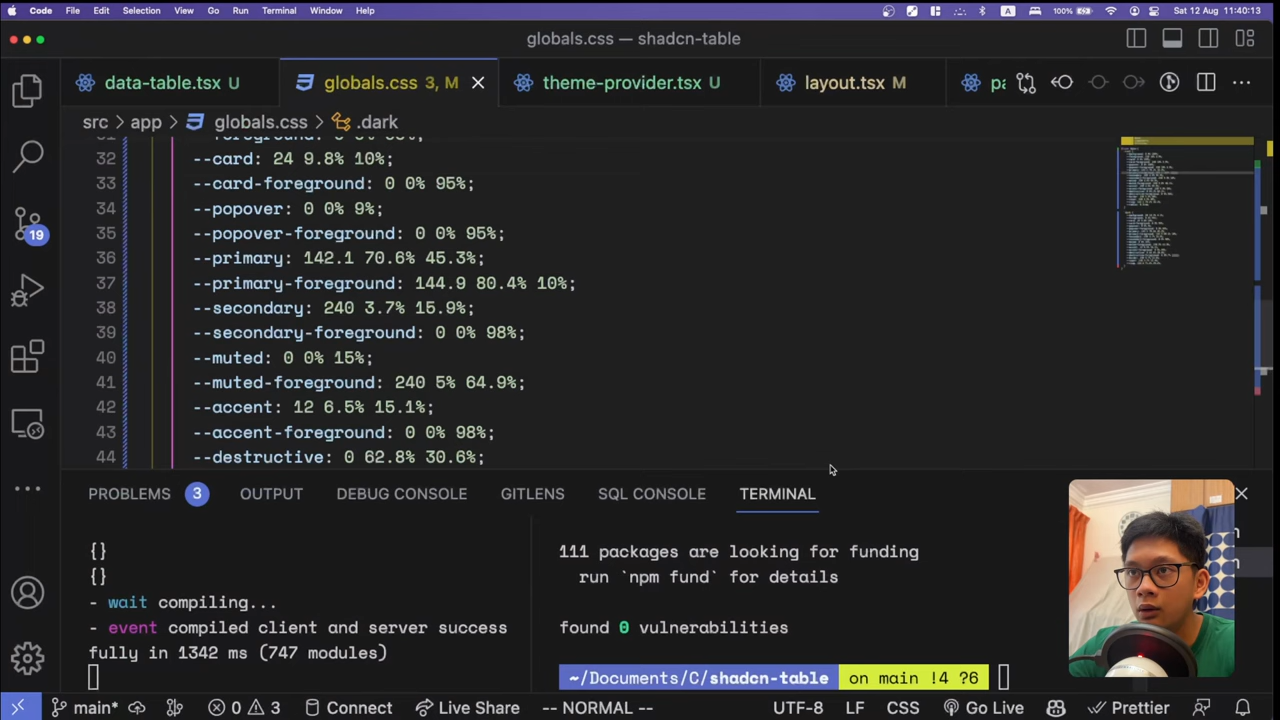 Code File Edit Selection View Go Run Terminal Window Help A 100% Sat 12 Aug 11:40:13
globals.css — shadcn-table
data-table.tsx U globals.css 3, M theme-provider.tsx U layout.tsx M pa
src > app > globals.css > .dark
32 --card: 24 9.8% 10%;
33 --card-foreground: 0 0% 95%;
34 --popover: 0 0% 9%;
35 --popover-foreground: 0 0% 95%;
36 --primary: 142.1 70.6% 45.3%;
37 --primary-foreground: 144.9 80.4% 10%;
38 --secondary: 240 3.7% 15.9%;
39 --secondary-foreground: 0 0% 98%;
40 --muted: 0 0% 15%;
41 --muted-foreground: 240 5% 64.9%;
42 --accent: 12 6.5% 15.1%;
43 --accent-foreground: 0 0% 98%;
44 --destructive: 0 62.8% 30.6%;
19
PROBLEMS 3 OUTPUT DEBUG CONSOLE GITLENS SQL CONSOLE TERMINAL
{}
{}
- wait compiling...
- event compiled client and server success
fully in 1342 ms (747 modules)
111 packages are looking for funding
run `npm fund` for details
found 0 vulnerabilities
~/Documents/C/shadcn-table on main !4 ?6
main* 0 3 Connect Live Share -- NORMAL -- UTF-8 LF CSS Go Live Prettier